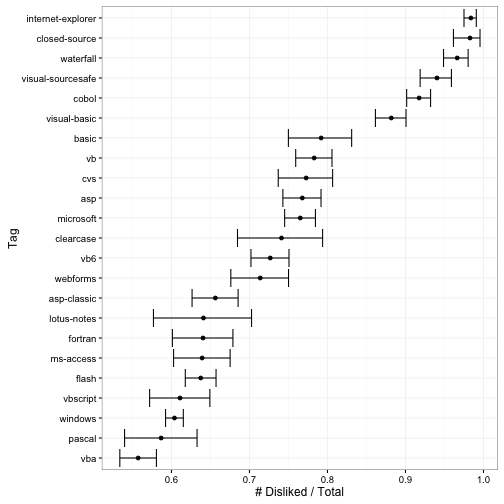 internet-explorer
closed-source
waterfall
visual-sourcesafe
cobol
visual-basic
basic
vb
cvs
asp
microsoft
clearcase
vb6
webforms
asp-classic
lotus-notes
fortran
ms-access
flash
vbscript
windows
pascal
vba
Tag
0.6 0.7 0.8 0.9 1.0
# Disliked / Total